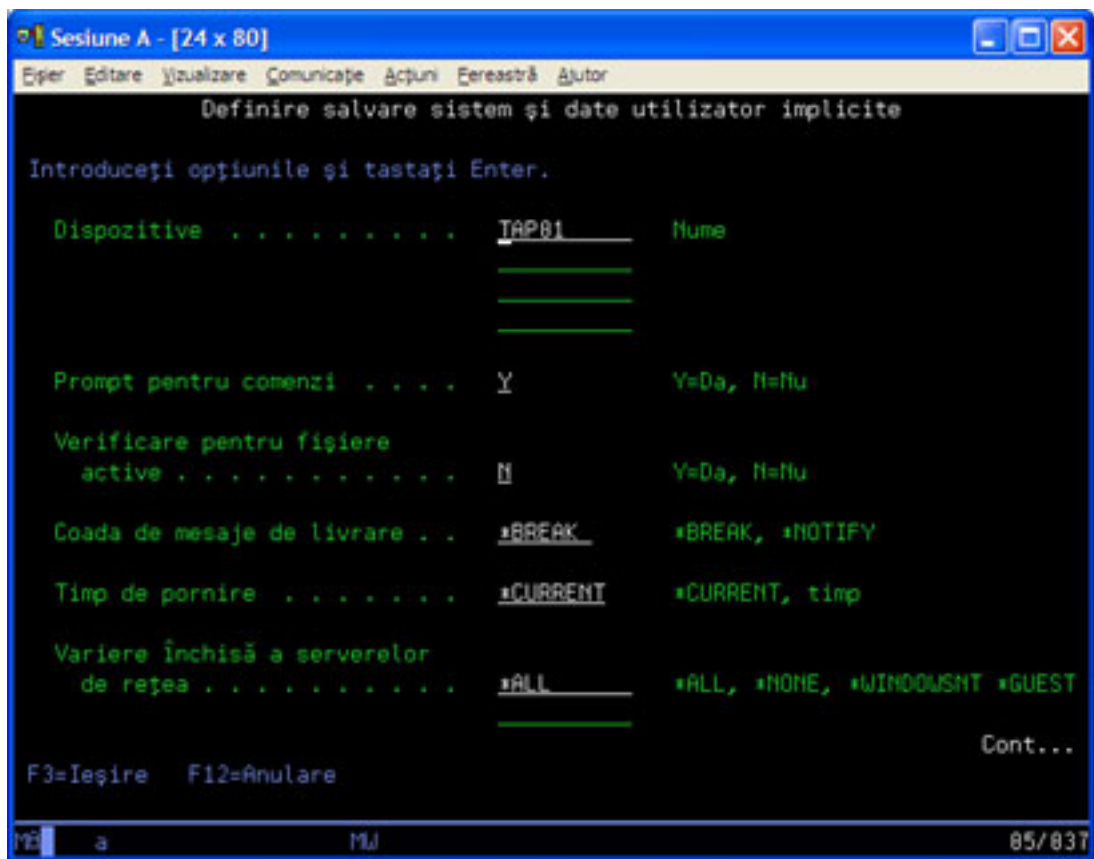 Sesiune A - [24 x 80]
Fişier Editare Vizualizare Comunicaţie Acţiuni Fereastră Ajutor
Definire salvare sistem şi date utilizator implicite
Introduceţi opţiunile şi tastaţi Enter.
Dispozitive . . . . . . . . . TAP01 Nume
Prompt pentru comenzi . . . . Y Y=Da, N=Nu
Verificare pentru fişiere
active . . . . . . . . . . . N Y=Da, N=Nu
Coada de mesaje de livrare . . *BREAK *BREAK, *NOTIFY
Timp de pornire . . . . . . . *CURRENT *CURRENT, timp
Variere Închisă a serverelor
de reţea . . . . . . . . . . *ALL *ALL, *NONE, *WINDOWSNT *GUEST
Cont...
F3=Ieşire F12=Anulare
a MW 05/037